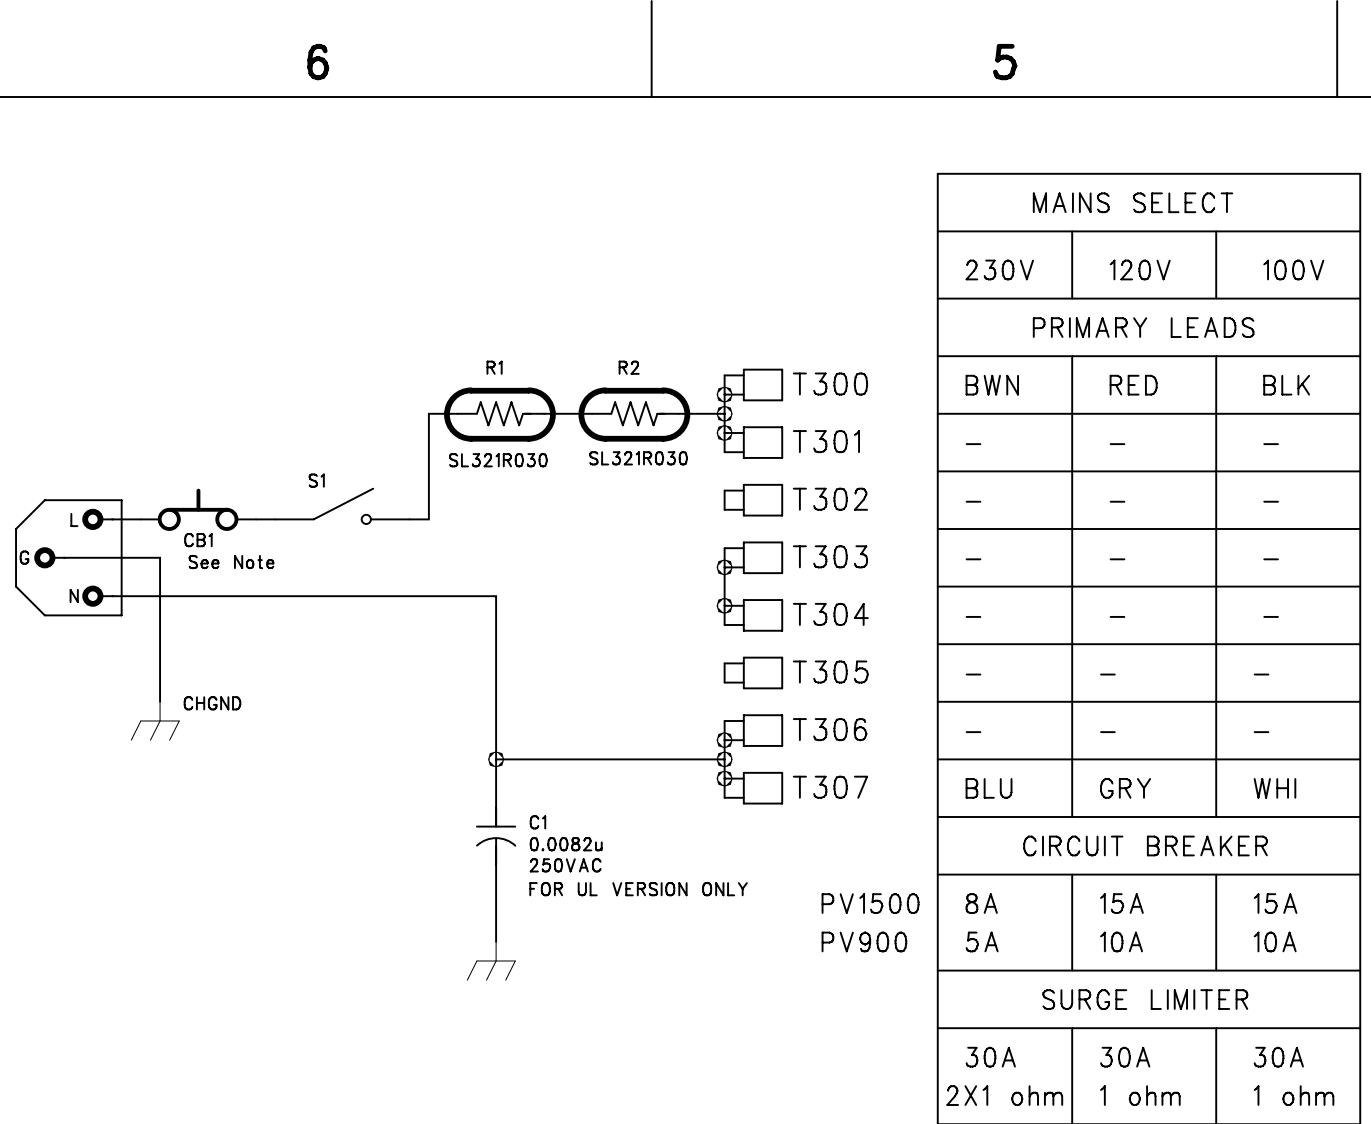 6 5
MAINS SELECT
230V 120V 100V
PRIMARY LEADS
R1 R2
T300 BWN RED BLK
T301 – – –
SL321R030 SL321R030
S1
T302 – – –
L
CB1
See Note
G
T303 – – –
N
T304 – – –
T305 – – –
CHGND
T306 – – –
T307 BLU GRY WHI
C1
0.0082u
250VAC
FOR UL VERSION ONLY
CIRCUIT BREAKER
PV1500 8A 15A 15A
PV900 5A 10A 10A
SURGE LIMITER
30A 30A 30A
2X1 ohm 1 ohm 1 ohm